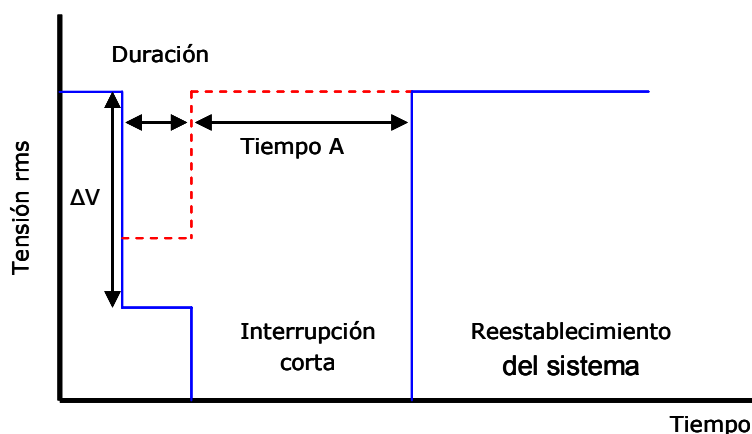 Duración
Tiempo A
ΔV
Tensión rms
Interrupción
corta
Reestablecimiento
del sistema
Tiempo